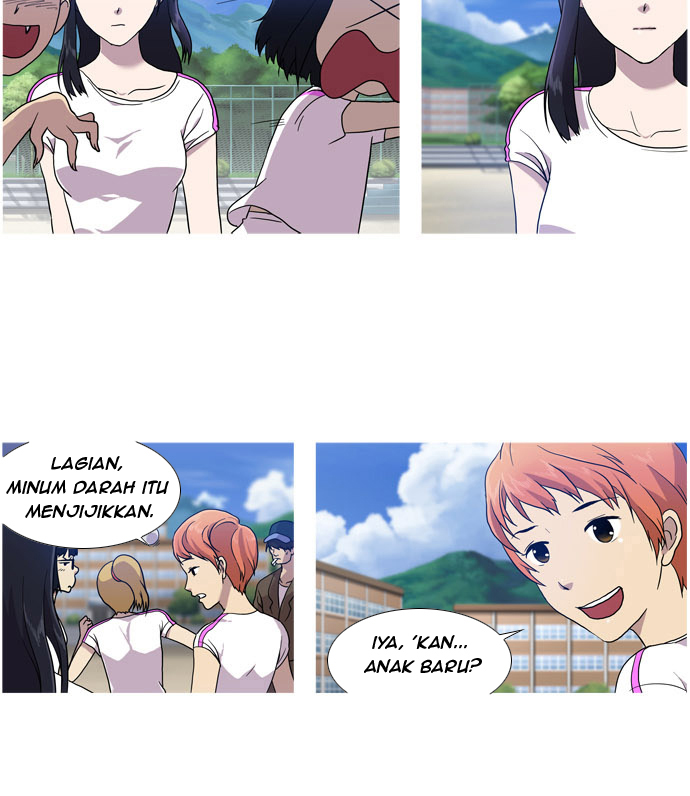 LAGIAN,
MINUM DARAH ITU
MENJIJIKKAN.
IYA, 'KAN...
ANAK BARU?